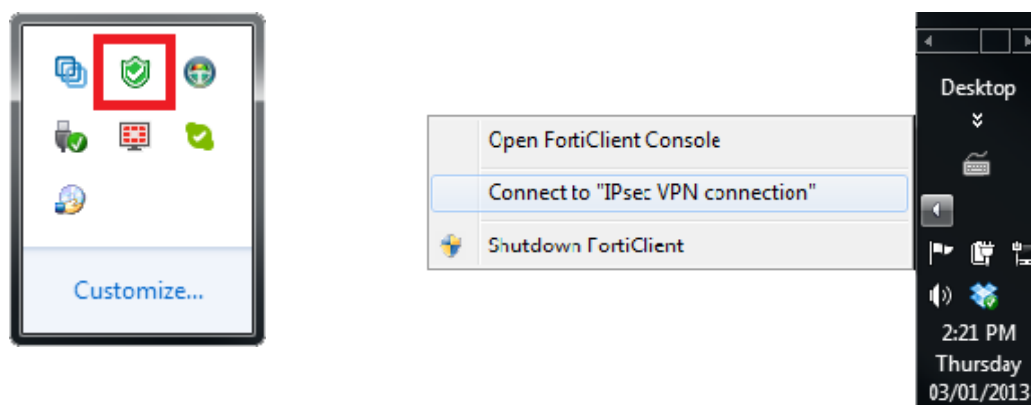 Customize...
Open FortiClient Console
Connect to "IPsec VPN connection"
Shutdown FortiClient
Desktop
2:21 PM
Thursday
03/01/2013